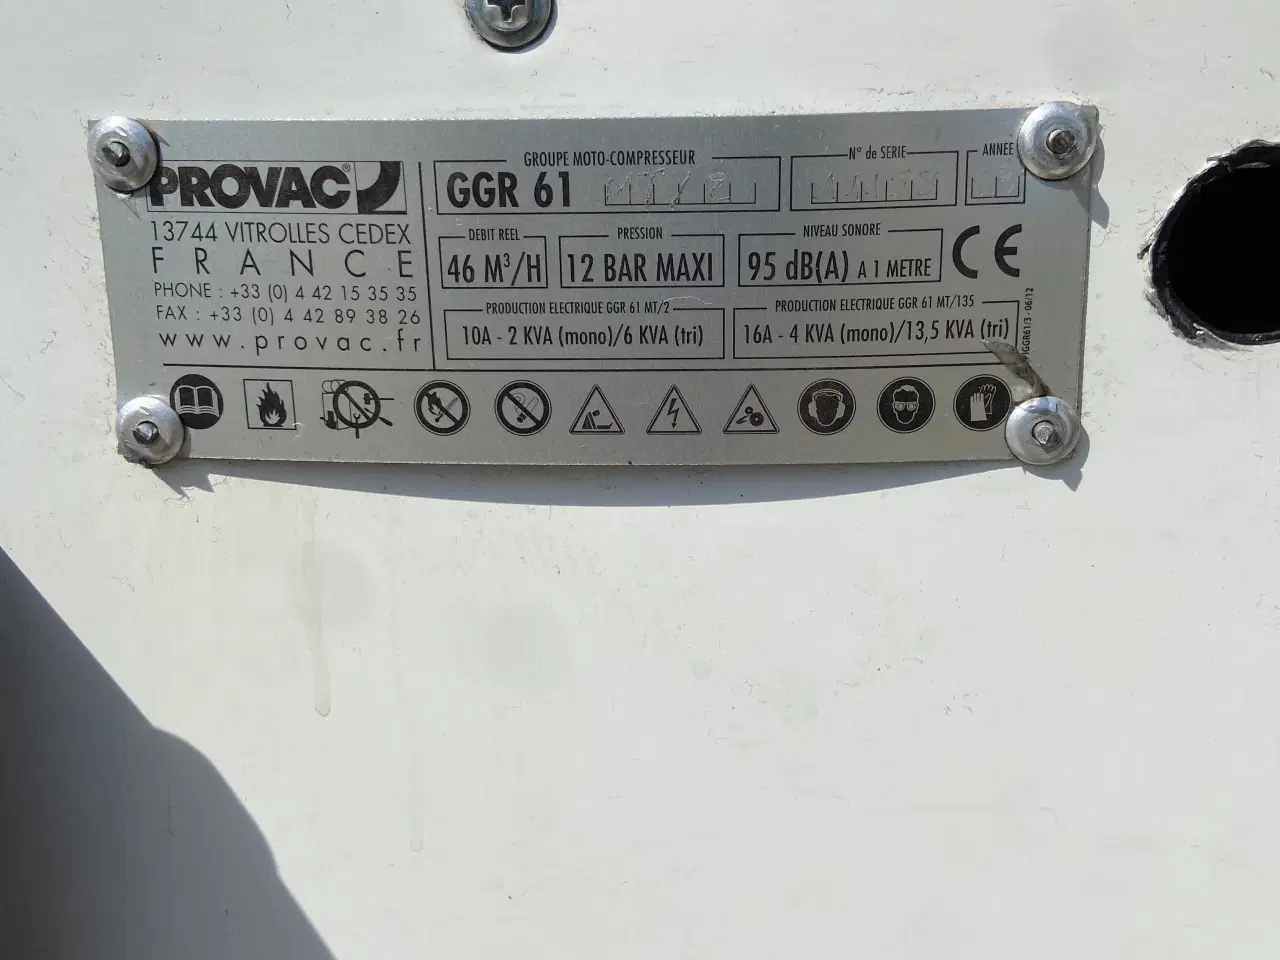 PROVAC®
13744 VITROLLES CEDEX
FRANCE
PHONE : +33 (0) 4 42 15 35 35
FAX : +33 (0) 4 42 89 38 26
www.provac.fr
GROUPE MOTO-COMPRESSEUR
GGR 61 MT/2
N° de SERIE
ANNEE
DEBIT REEL
46 M³/H
PRESSION
12 BAR MAXI
NIVEAU SONORE
95 dB(A) A 1 METRE
CE
PRODUCTION ELECTRIQUE GGR 61 MT/2
10A - 2 KVA (mono)/6 KVA (tri)
PRODUCTION ELECTRIQUE GGR 61 MT/135
16A - 4 KVA (mono)/13,5 KVA (tri)